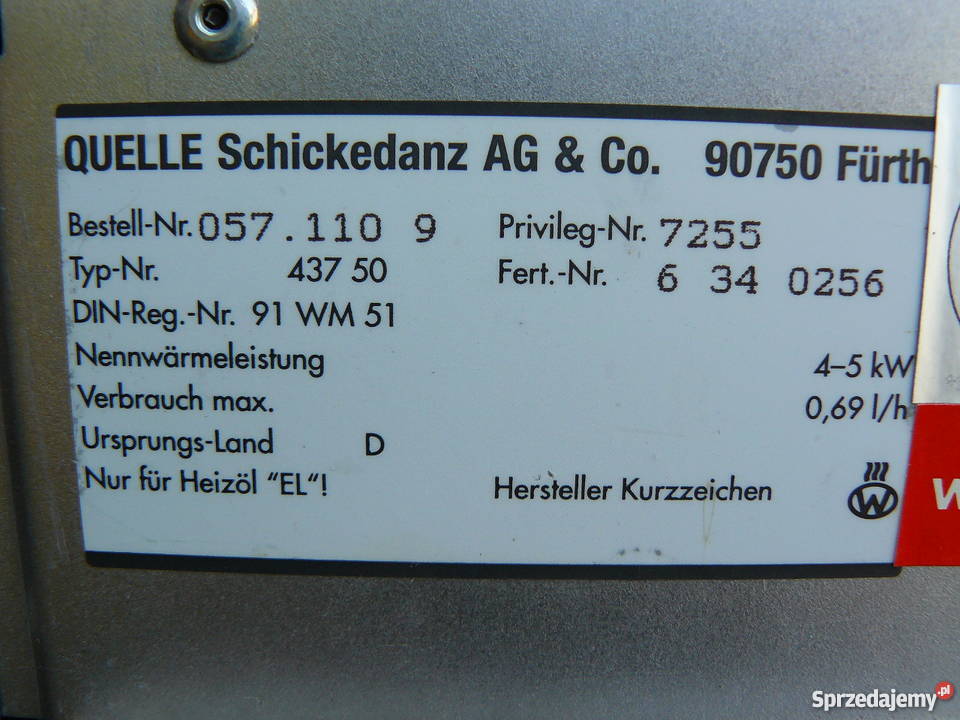 QUELLE Schickedanz AG & Co. 90750 Fürth
Bestell-Nr. 057.110 9 Privileg-Nr. 7255
Typ-Nr. 437 50 Fert.-Nr. 6 34 0256
DIN-Reg.-Nr. 91 WM 51
Nennwärmeleistung 4–5 kW
Verbrauch max. 0,69 l/h
Ursprungs-Land D
Nur für Heizöl "EL"! Hersteller Kurzzeichen W
W
Sprzedajemy.pl